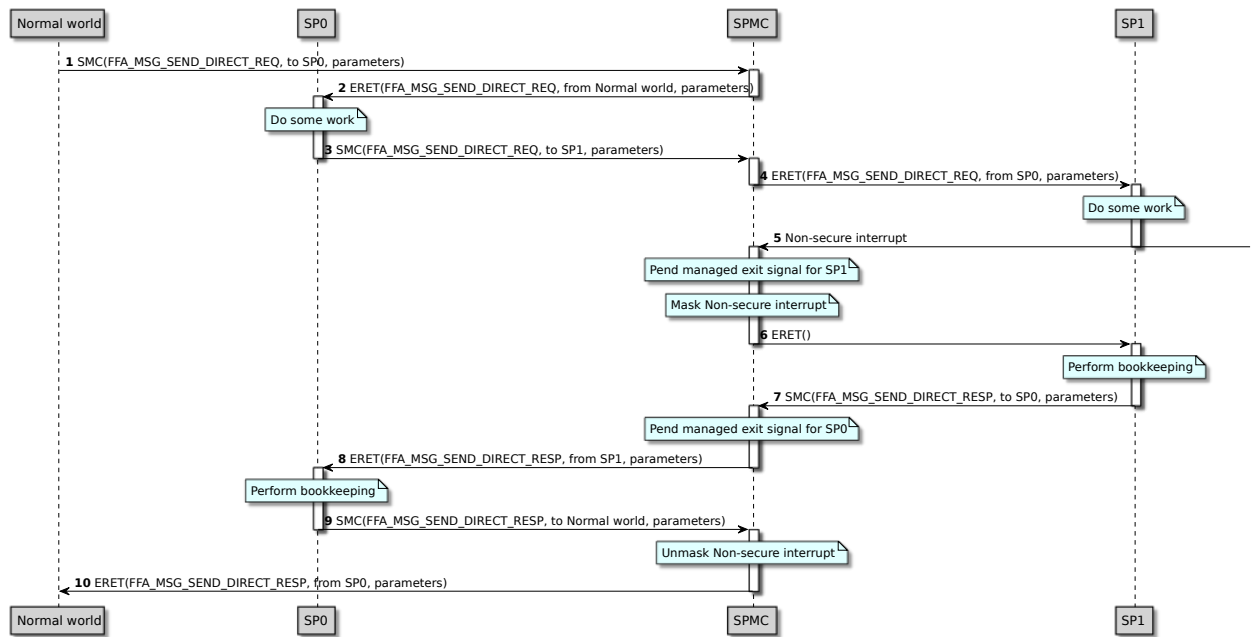 Normal world
SP0
SPMC
SP1
1 SMC(FFA_MSG_SEND_DIRECT_REQ, to SP0, parameters)
2 ERET(FFA_MSG_SEND_DIRECT_REQ, from Normal world, parameters)
Do some work
3 SMC(FFA_MSG_SEND_DIRECT_REQ, to SP1, parameters)
4 ERET(FFA_MSG_SEND_DIRECT_REQ, from SP0, parameters)
Do some work
5 Non-secure interrupt
Pend managed exit signal for SP1
Mask Non-secure interrupt
6 ERET()
Perform bookkeeping
7 SMC(FFA_MSG_SEND_DIRECT_RESP, to SP0, parameters)
Pend managed exit signal for SP0
8 ERET(FFA_MSG_SEND_DIRECT_RESP, from SP1, parameters)
Perform bookkeeping
9 SMC(FFA_MSG_SEND_DIRECT_RESP, to Normal world, parameters)
Unmask Non-secure interrupt
10 ERET(FFA_MSG_SEND_DIRECT_RESP, from SP0, parameters)
Normal world
SP0
SPMC
SP1